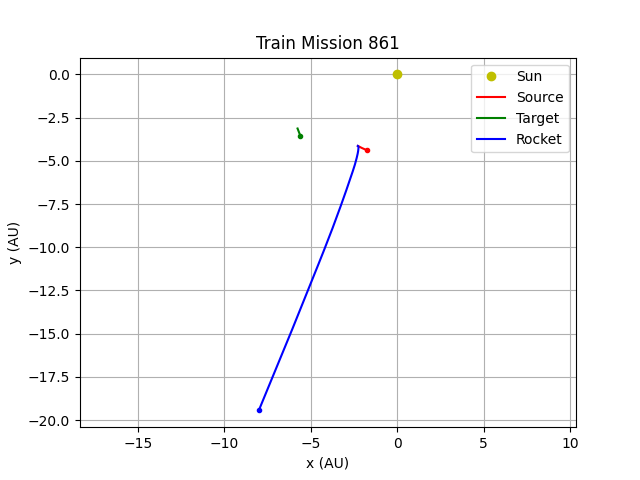 Train Mission 861
Sun
Source
Target
Rocket
0.0
−2.5
−5.0
−7.5
−10.0
−12.5
−15.0
−17.5
−20.0
y (AU)
−15
−10
−5
0
5
10
x (AU)